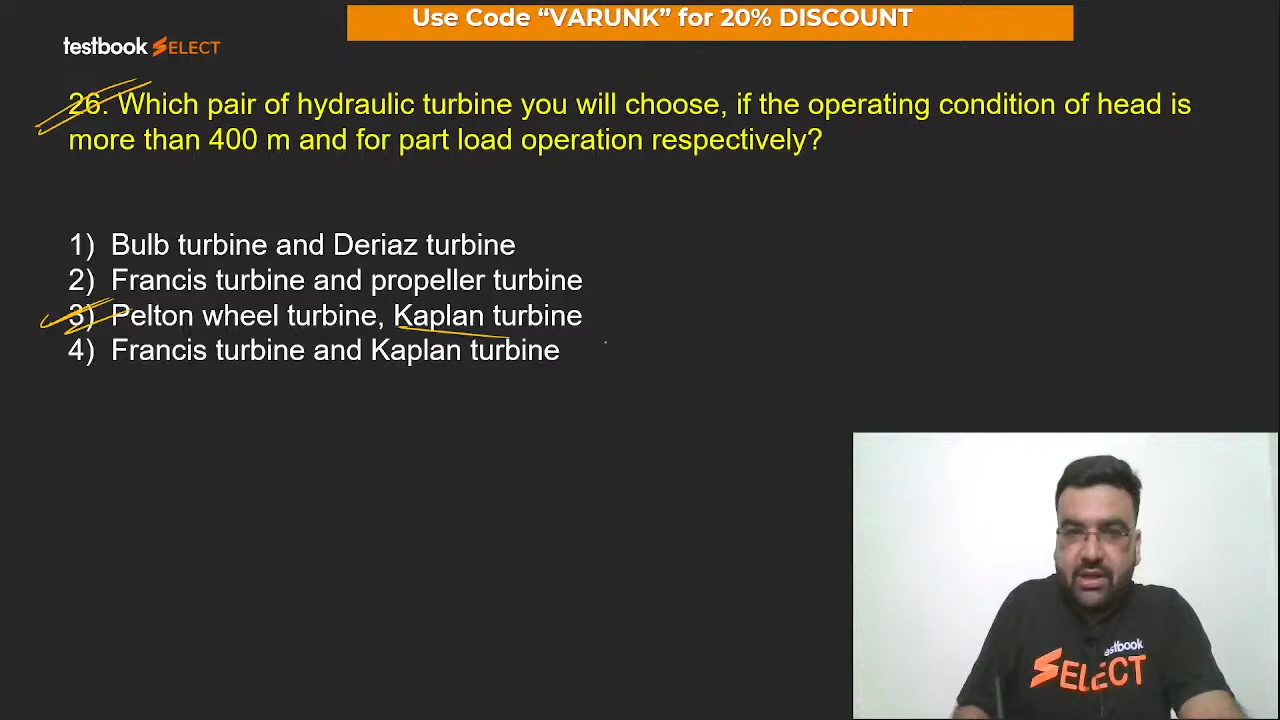 Use Code “VARUNK” for 20% DISCOUNT
testbook SELECT
26. Which pair of hydraulic turbine you will choose, if the operating condition of head is
more than 400 m and for part load operation respectively?
1) Bulb turbine and Deriaz turbine
2) Francis turbine and propeller turbine
3) Pelton wheel turbine, Kaplan turbine
4) Francis turbine and Kaplan turbine
testbook
SELECT